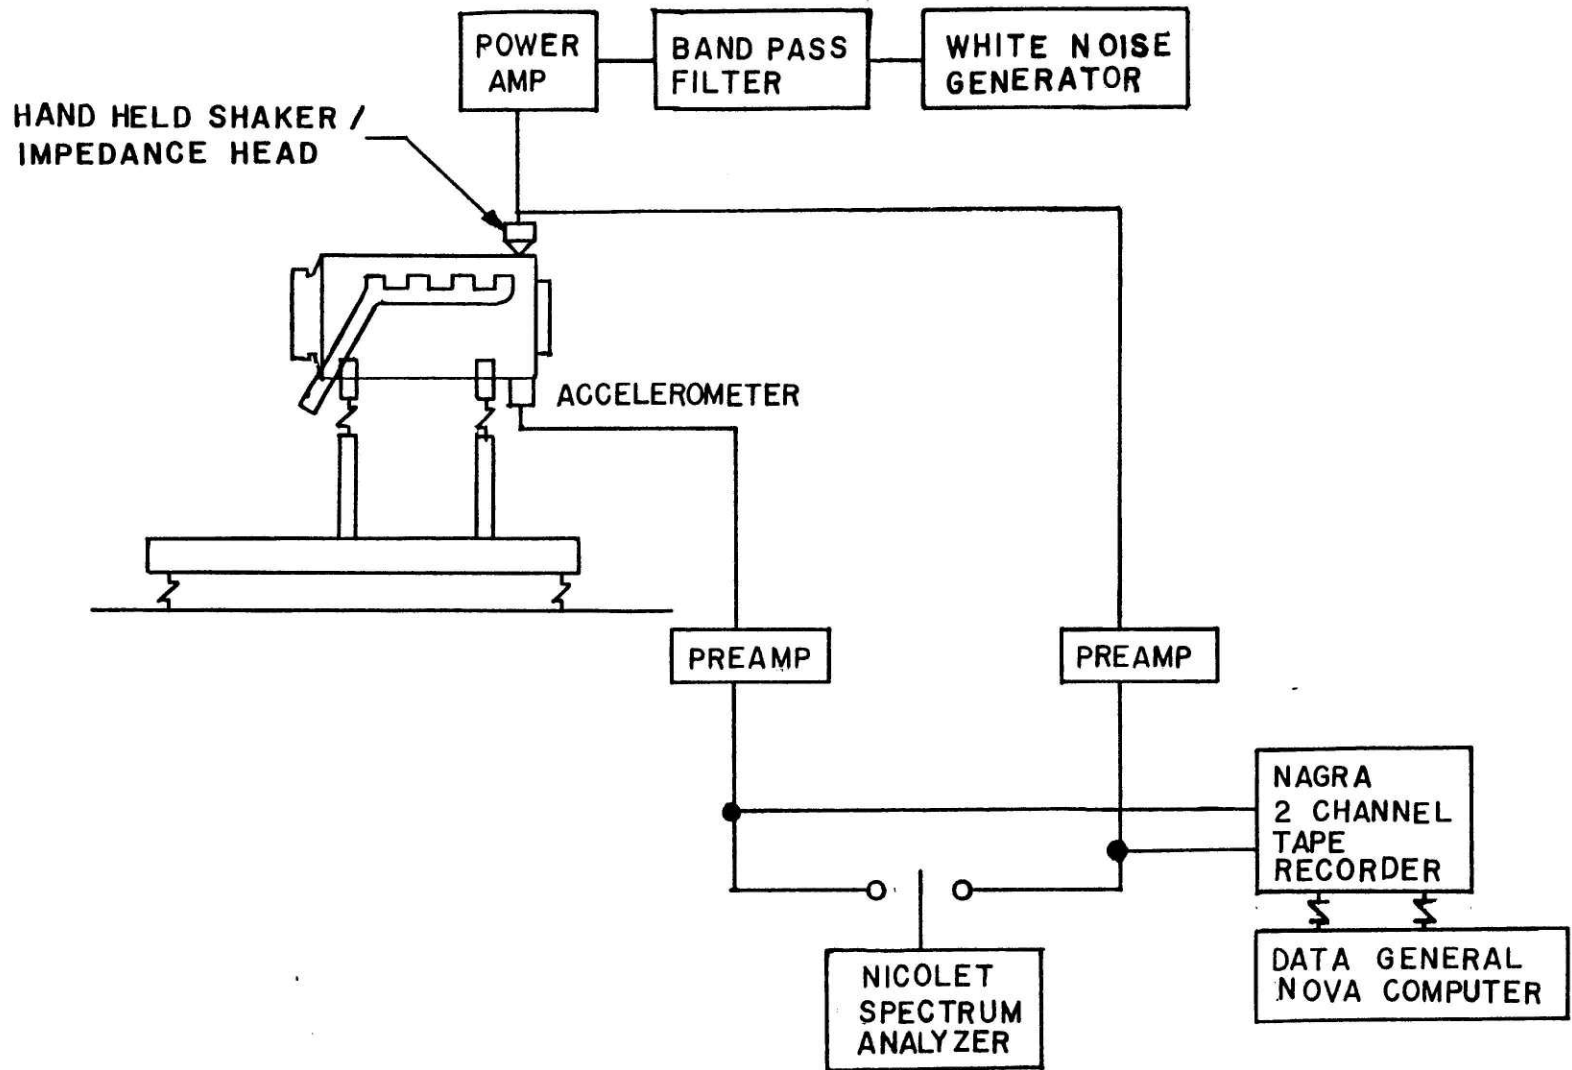 POWER
AMP
BAND PASS
FILTER
WHITE NOISE
GENERATOR
HAND HELD SHAKER /
IMPEDANCE HEAD
ACCELEROMETER
PREAMP
PREAMP
NAGRA
2 CHANNEL
TAPE
RECORDER
DATA GENERAL
NOVA COMPUTER
NICOLET
SPECTRUM
ANALYZER